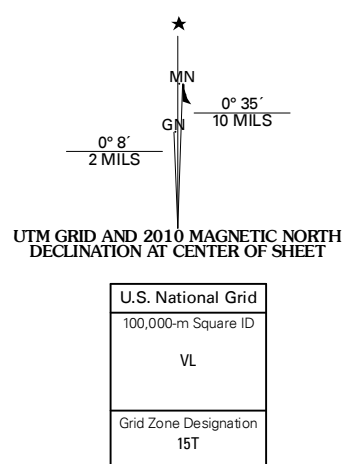 MN
0° 35´
10 MILS
GN
0° 8´
2 MILS
UTM GRID AND 2010 MAGNETIC NORTH
DECLINATION AT CENTER OF SHEET
U.S. National Grid
100,000-m Square ID
VL
Grid Zone Designation
15T